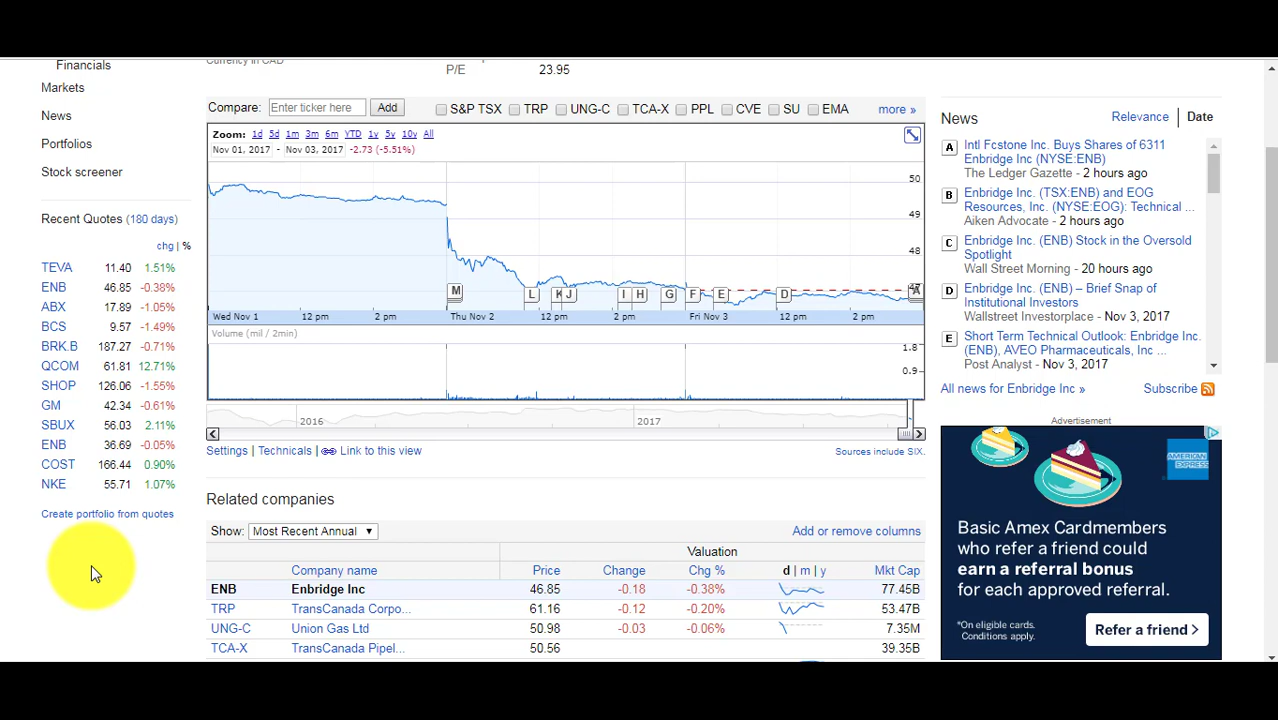 Financials
Currency in CAD
P/E 23.95
Markets
News
Portfolios
Stock screener
Recent Quotes (180 days)
chg | %
TEVA 11.40 1.51%
ENB 46.85 -0.38%
ABX 17.89 -1.05%
BCS 9.57 -1.49%
BRK.B 187.27 -0.71%
QCOM 61.81 12.71%
SHOP 126.06 -1.55%
GM 42.34 -0.61%
SBUX 56.03 2.11%
ENB 36.69 -0.05%
COST 166.44 0.90%
NKE 55.71 1.07%
Create portfolio from quotes
Compare: Enter ticker here Add S&P TSX TRP UNG-C TCA-X PPL CVE SU EMA more »
Zoom: 1d 5d 1m 3m 6m YTD 1y 5y 10y All
Nov 01, 2017 - Nov 03, 2017 -2.73 (-5.51%)
50
49
48
47
M L K J I H G F E D A
Wed Nov 1 12 pm 2 pm Thu Nov 2 12 pm 2 pm Fri Nov 3 12 pm 2 pm
Volume (mil / 2min)
1.8
0.9
2016 2017
Settings | Technicals | Link to this view Sources include SIX.
Related companies
Show: Most Recent Annual Add or remove columns
Valuation
Company name Price Change Chg % d | m | y Mkt Cap
ENB Enbridge Inc 46.85 -0.18 -0.38% 77.45B
TRP TransCanada Corpo... 61.16 -0.12 -0.20% 53.47B
UNG-C Union Gas Ltd 50.98 -0.03 -0.06% 7.35M
TCA-X TransCanada Pipel... 50.56 39.35B
News Relevance Date
A Intl Fcstone Inc. Buys Shares of 6311
Enbridge Inc (NYSE:ENB)
The Ledger Gazette - 2 hours ago
B Enbridge Inc. (TSX:ENB) and EOG
Resources, Inc. (NYSE:EOG): Technical ...
Aiken Advocate - 2 hours ago
C Enbridge Inc. (ENB) Stock in the Oversold
Spotlight
Wall Street Morning - 20 hours ago
D Enbridge Inc. (ENB) – Brief Snap of
Institutional Investors
Wallstreet Investorplace - Nov 3, 2017
E Short Term Technical Outlook: Enbridge Inc.
(ENB), AVEO Pharmaceuticals, Inc ...
Post Analyst - Nov 3, 2017
All news for Enbridge Inc » Subscribe
Advertisement
AMERICAN
EXPRESS
Basic Amex Cardmembers
who refer a friend could
earn a referral bonus
for each approved referral.
*On eligible cards.
Conditions apply.
Refer a friend >